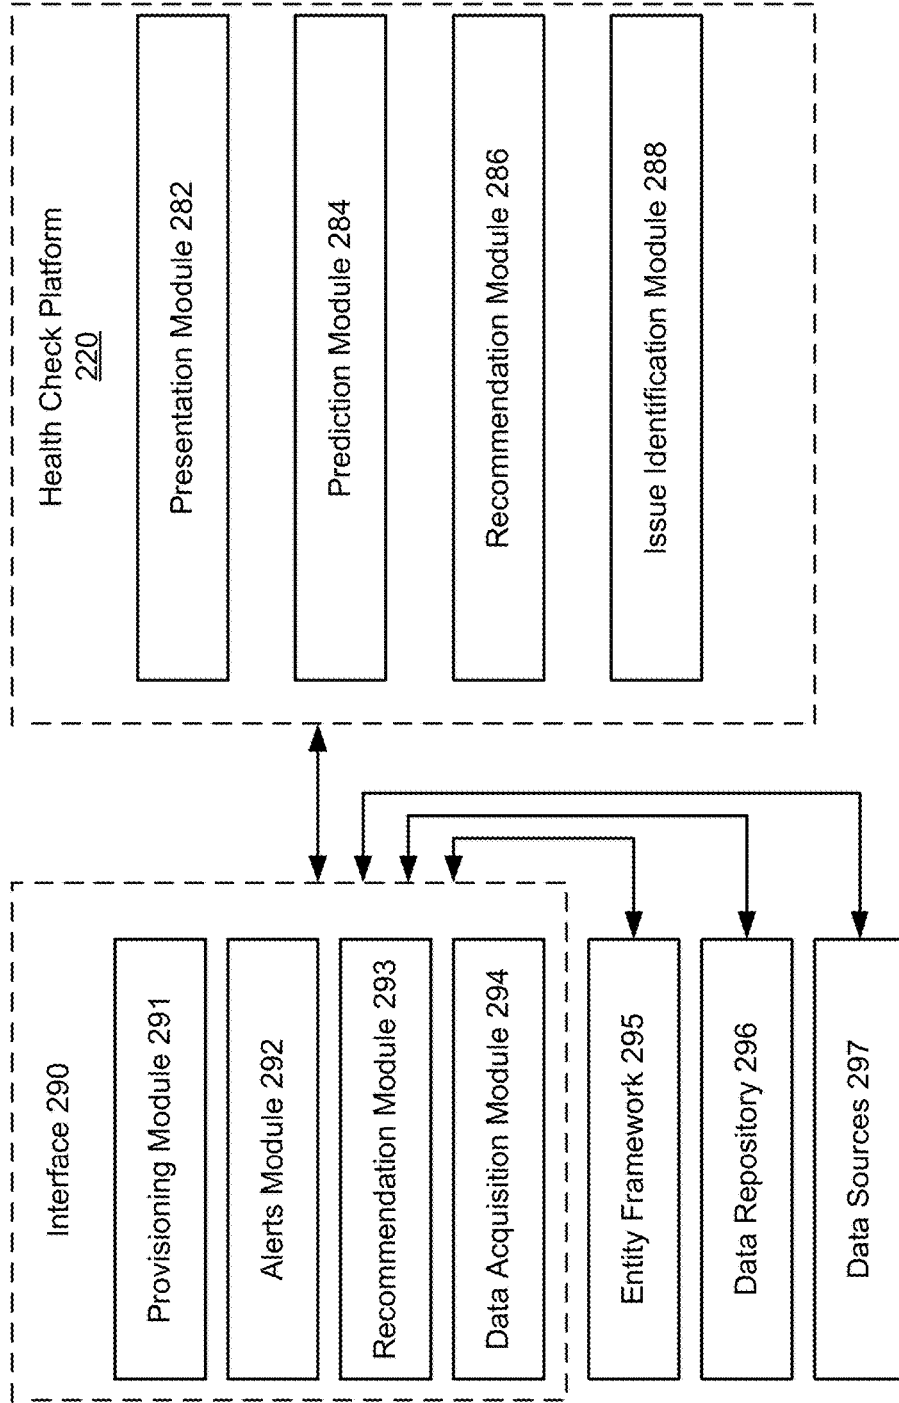 Interface 290
Provisioning Module 291
Alerts Module 292
Recommendation Module 293
Data Acquisition Module 294
Entity Framework 295
Data Repository 296
Data Sources 297
Health Check Platform
220
Presentation Module 282
Prediction Module 284
Recommendation Module 286
Issue Identification Module 288